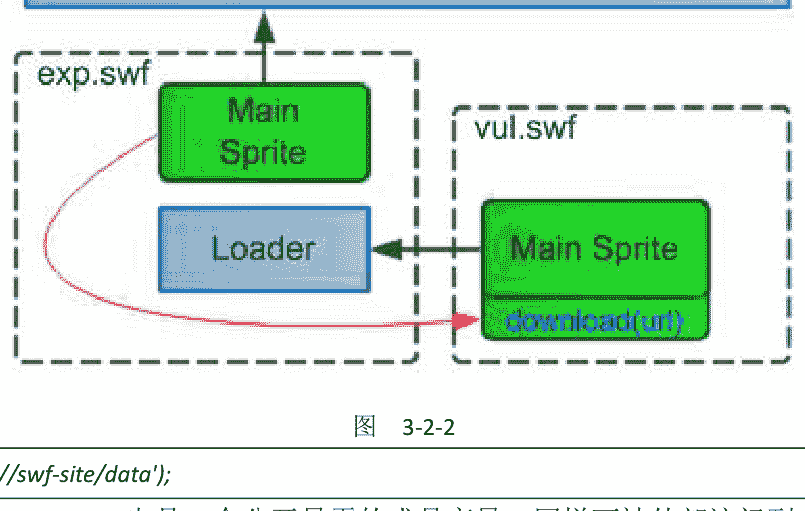 exp.swf
Main
Sprite
vul.swf
Loader
Main Sprite
download(url)
图 3-2-2
//swf-site/data');